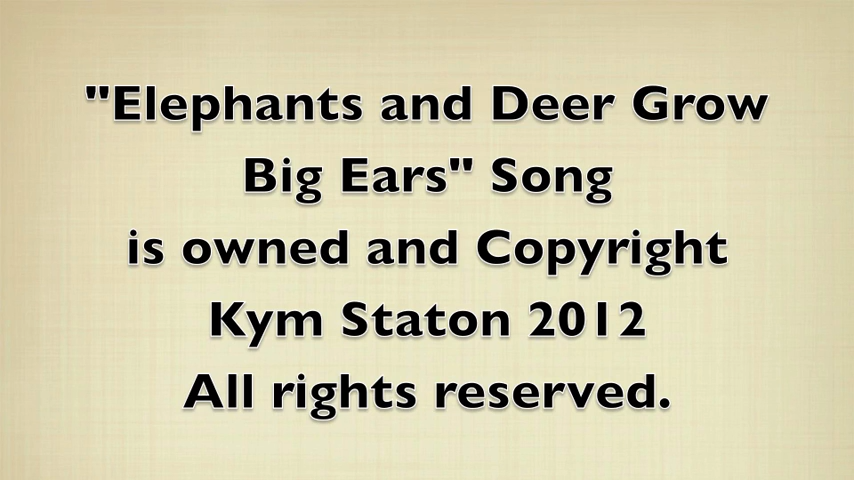 "Elephants and Deer Grow
Big Ears" Song
is owned and Copyright
Kym Staton 2012
All rights reserved.